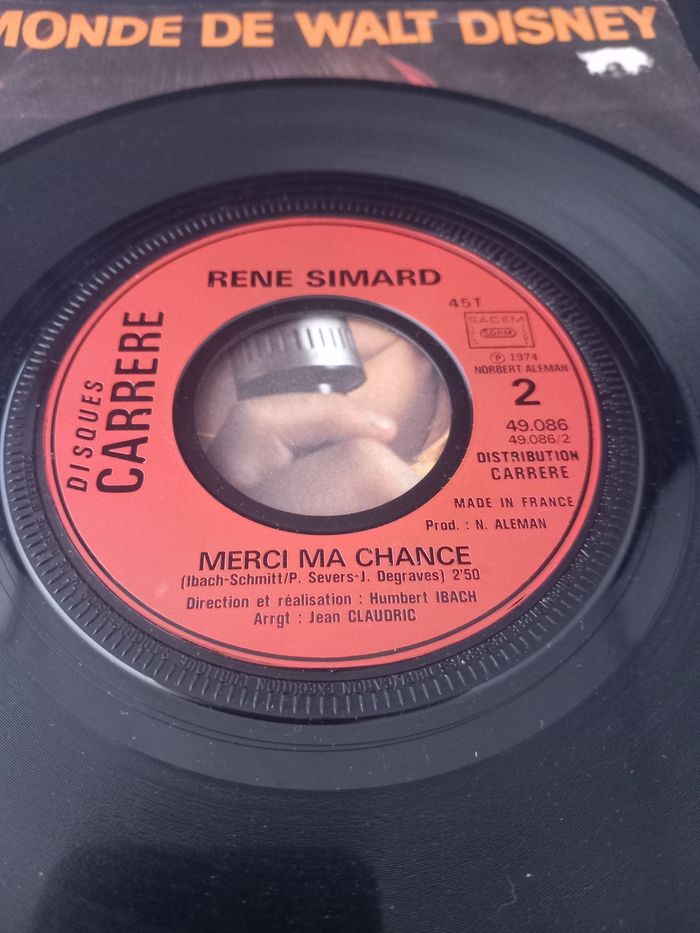 MONDE DE WALT DISNEY
RENE SIMARD
DISQUES
CARRERE
45T
SACEM
SDRM
Ⓟ 1974
NORBERT ALEMAN
2
49.086
49.086/2
DISTRIBUTION
CARRERE
MADE IN FRANCE
Prod. : N. ALEMAN
MERCI MA CHANCE
(Ibach-Schmitt/P. Severs-J. Degraves) 2'50
Direction et réalisation : Humbert IBACH
Arrgt : Jean CLAUDRIC